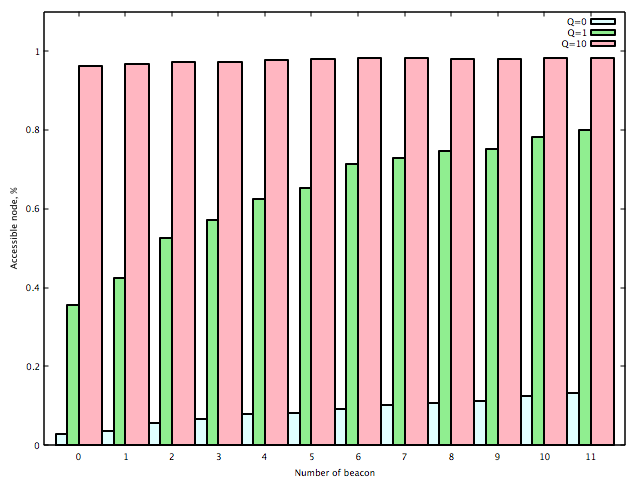 Q=0
Q=1
Q=10
1
0.8
0.6
0.4
0.2
0
Accessible node, %
0 1 2 3 4 5 6 7 8 9 10 11
Number of beacon